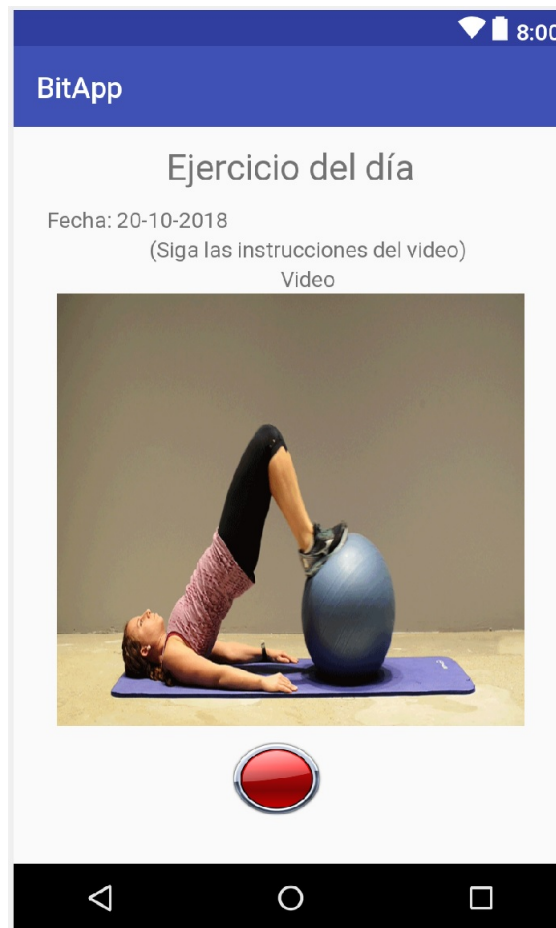 8:00
BitApp
Ejercicio del día
Fecha: 20-10-2018
(Siga las instrucciones del video)
Video